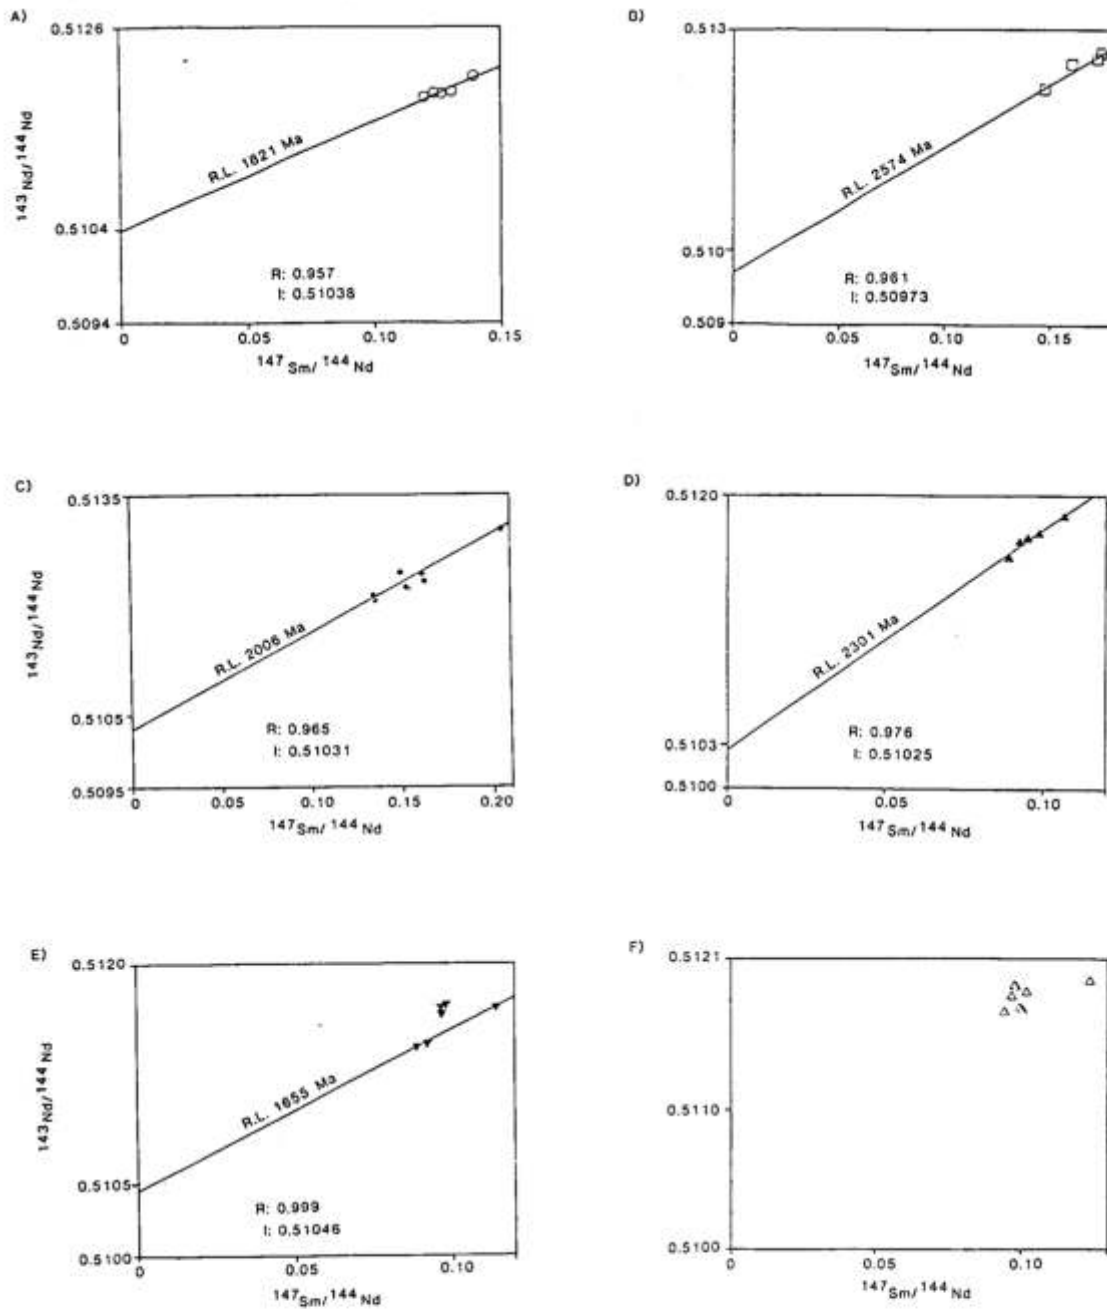 A)
0.5126
143Nd/144Nd
R.L. 1821 Ma
0.5104
R: 0.957
I: 0.51038
0.5094
0
0.05
0.10
0.15
147Sm/144Nd
B)
0.513
R.L. 2574 Ma
0.510
R: 0.961
I: 0.50973
0.509
0
0.05
0.10
0.15
147Sm/144Nd
C)
0.5135
143Nd/144Nd
R.L. 2006 Ma
0.5105
R: 0.965
I: 0.51031
0.5095
0
0.05
0.10
0.15
0.20
147Sm/144Nd
D)
0.5120
R.L. 2301 Ma
0.5103
R: 0.976
I: 0.51025
0.5100
0
0.05
0.10
147Sm/144Nd
E)
0.5120
143Nd/144Nd
R.L. 1655 Ma
0.5105
R: 0.999
I: 0.51046
0.5100
0
0.05
0.10
147Sm/144Nd
F)
0.5121
0.5110
0.5100
0
0.05
0.10
147Sm/144Nd